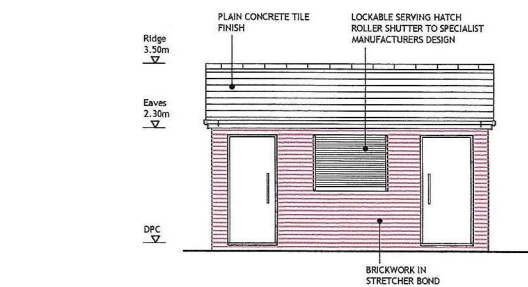 PLAIN CONCRETE TILE
FINISH
LOCKABLE SERVING HATCH
ROLLER SHUTTER TO SPECIALIST
MANUFACTURERS DESIGN
Ridge
3.50m
Eaves
2.30m
DPC
BRICKWORK IN
STRETCHER BOND